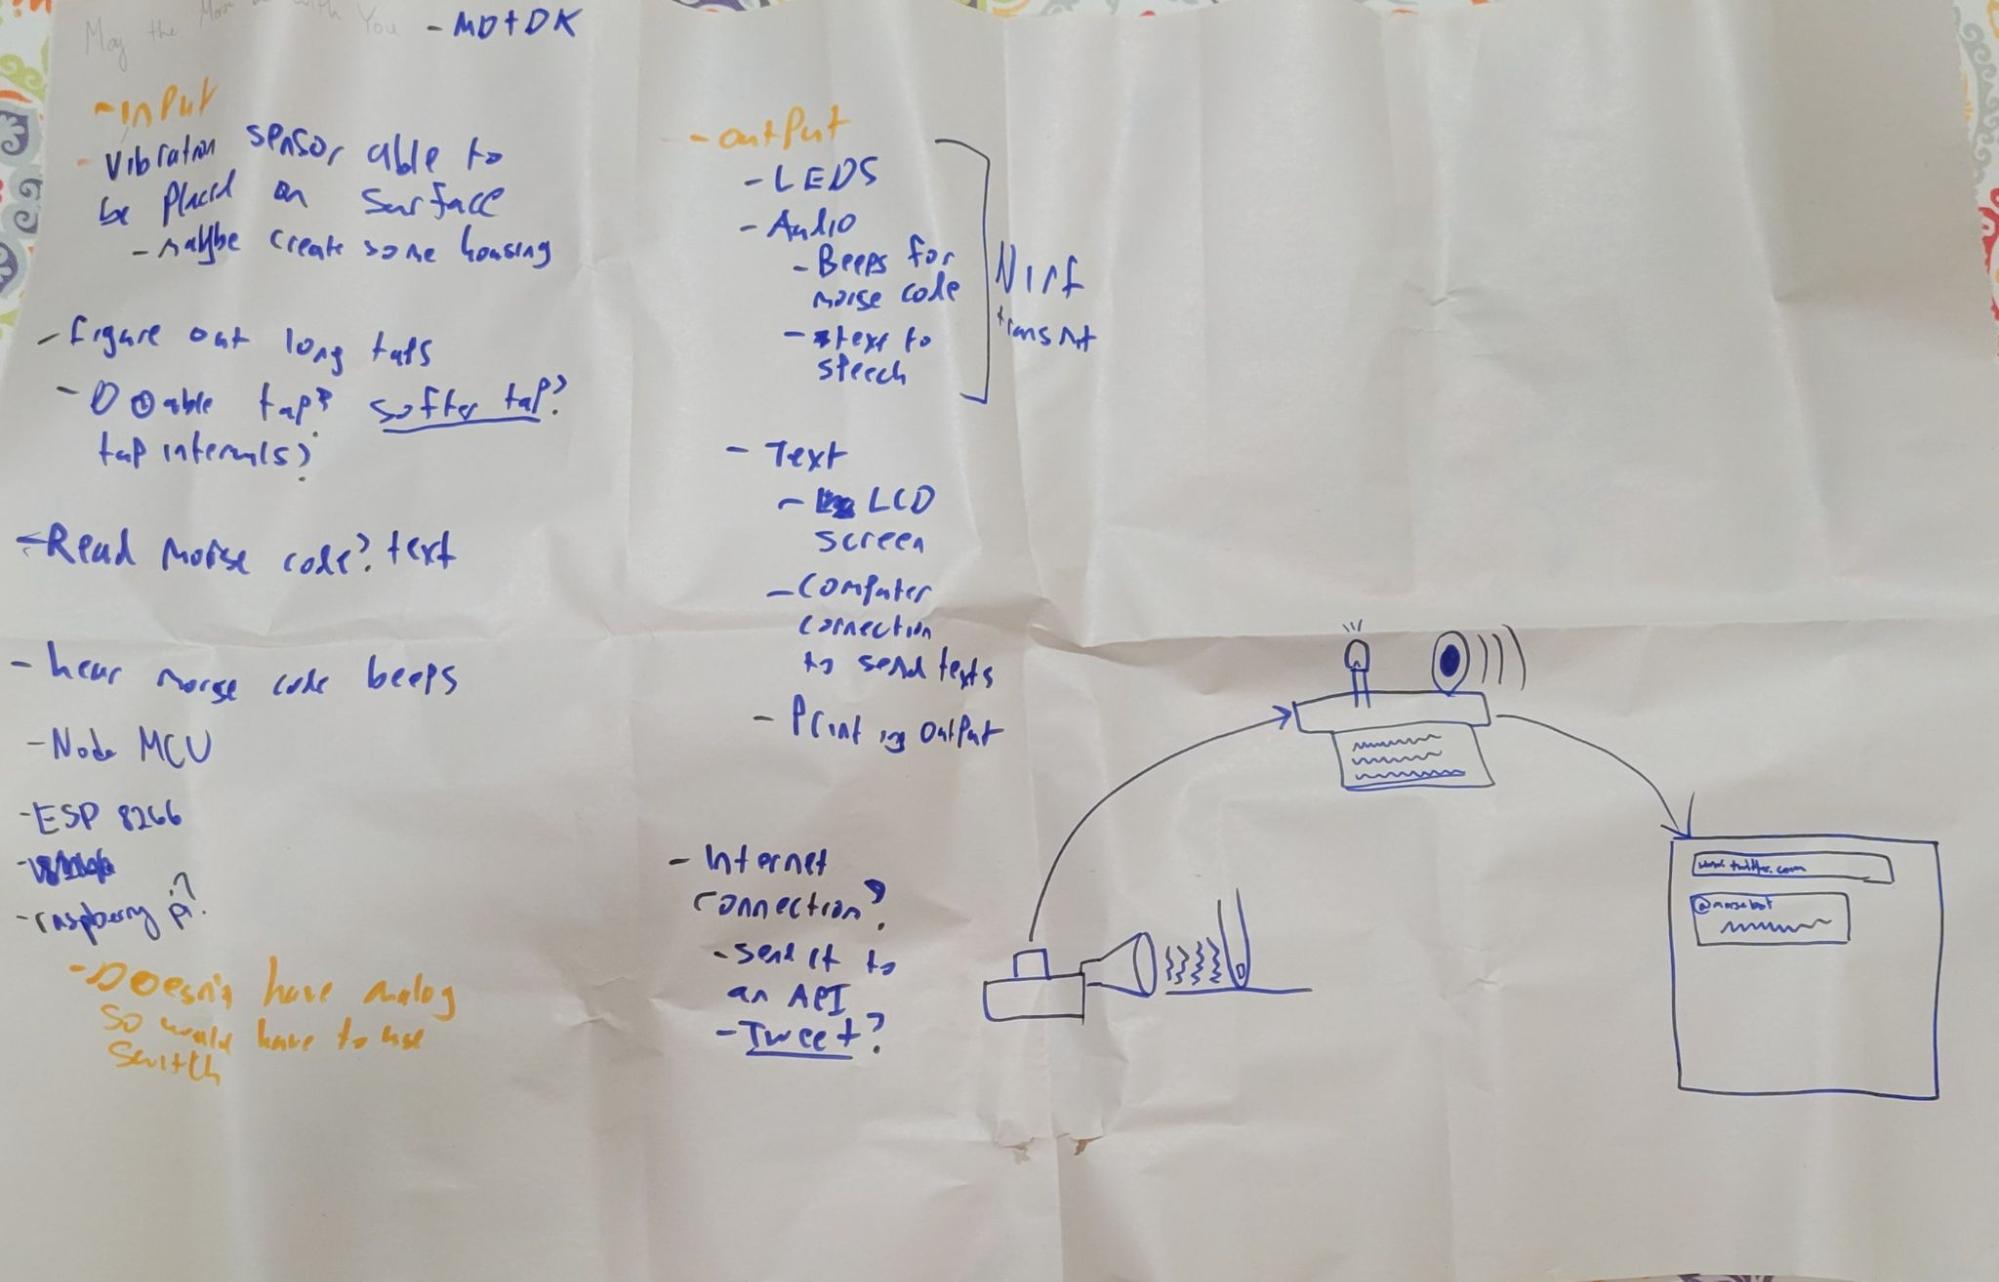 May the Morse be with You - MD+DK
- input
- Vibration sensor able to
be placed on surface
- maybe create some housing
- figure out long taps
- Double tap? softer tap?
tap intervals?
- Read morse code? text
- hear morse code beeps
- Node MCU
- ESP 8266
- raspberry pi?
- Doesn't have analog
so would have to use
switch
- output
- LEDS
- Audio
- Beeps for
morse code
- text to
speech
Nirf
- Text
- LCD
screen
- Computer
connection
to send texts
- Printing output
- Internet
connection?
- send it to
an API
- Tweet?
www.twitter.com
@morsebot